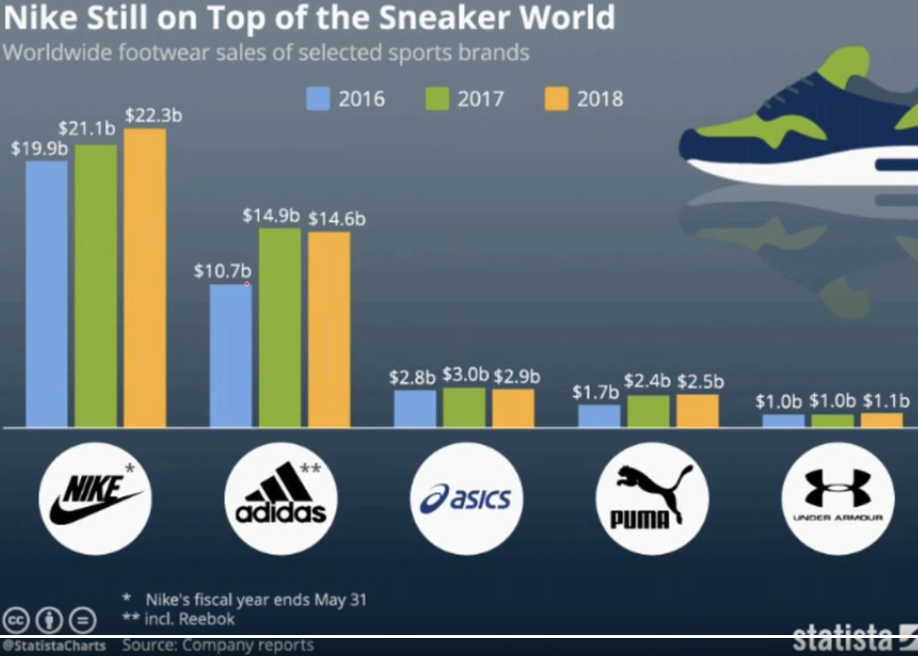 Nike Still on Top of the Sneaker World
Worldwide footwear sales of selected sports brands
2016 2017 2018
$19.9b $21.1b $22.3b
$10.7b $14.9b $14.6b
$2.8b $3.0b $2.9b
$1.7b $2.4b $2.5b
$1.0b $1.0b $1.1b
NIKE * adidas ** asics PUMA UNDER ARMOUR
* Nike's fiscal year ends May 31
** incl. Reebok
cc
@StatistaCharts Source: Company reports
statista